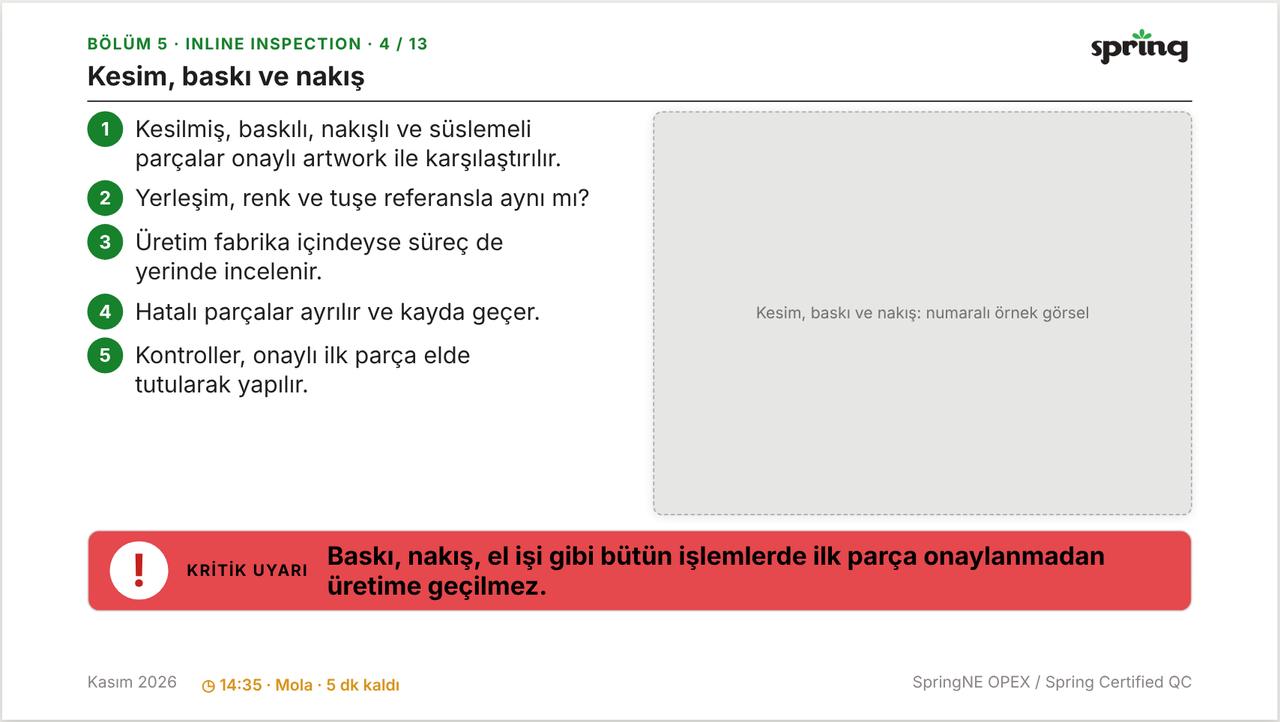 BÖLÜM 5 · INLINE INSPECTION · 4 / 13
spring
Kesim, baskı ve nakış
1 Kesilmiş, baskılı, nakışlı ve süslemeli
parçalar onaylı artwork ile karşılaştırılır.
2 Yerleşim, renk ve tuşe referansla aynı mı?
3 Üretim fabrika içindeyse süreç de
yerinde incelenir.
4 Hatalı parçalar ayrılır ve kayda geçer.
5 Kontroller, onaylı ilk parça elde
tutularak yapılır.
Kesim, baskı ve nakış: numaralı örnek görsel
! KRİTİK UYARI
Baskı, nakış, el işi gibi bütün işlemlerde ilk parça onaylanmadan
üretime geçilmez.
Kasım 2026
14:35 · Mola · 5 dk kaldı
SpringNE OPEX / Spring Certified QC